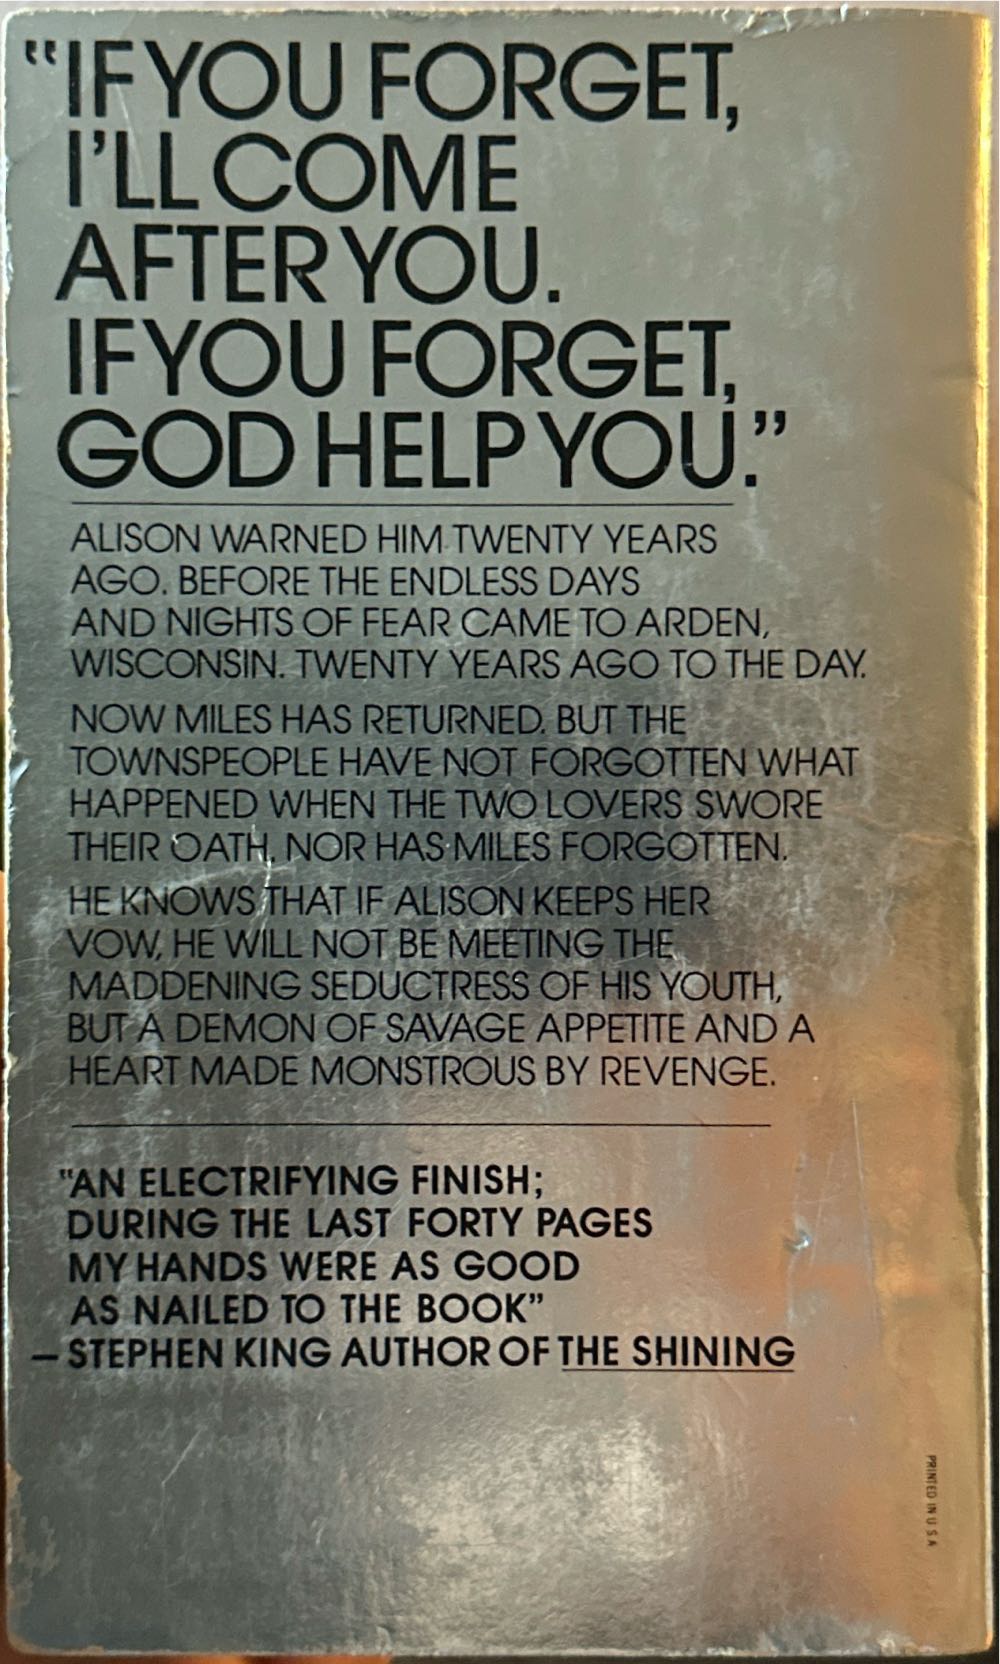 "IF YOU FORGET,
I'LL COME
AFTER YOU.
IF YOU FORGET,
GOD HELP YOU."
ALISON WARNED HIM TWENTY YEARS
AGO. BEFORE THE ENDLESS DAYS
AND NIGHTS OF FEAR CAME TO ARDEN,
WISCONSIN. TWENTY YEARS AGO TO THE DAY.
NOW MILES HAS RETURNED. BUT THE
TOWNSPEOPLE HAVE NOT FORGOTTEN WHAT
HAPPENED WHEN THE TWO LOVERS SWORE
THEIR OATH, NOR HAS MILES FORGOTTEN.
HE KNOWS THAT IF ALISON KEEPS HER
VOW, HE WILL NOT BE MEETING THE
MADDENING SEDUCTRESS OF HIS YOUTH,
BUT A DEMON OF SAVAGE APPETITE AND A
HEART MADE MONSTROUS BY REVENGE.
"AN ELECTRIFYING FINISH;
DURING THE LAST FORTY PAGES
MY HANDS WERE AS GOOD
AS NAILED TO THE BOOK"
—STEPHEN KING AUTHOR OF THE SHINING
PRINTED IN U S A